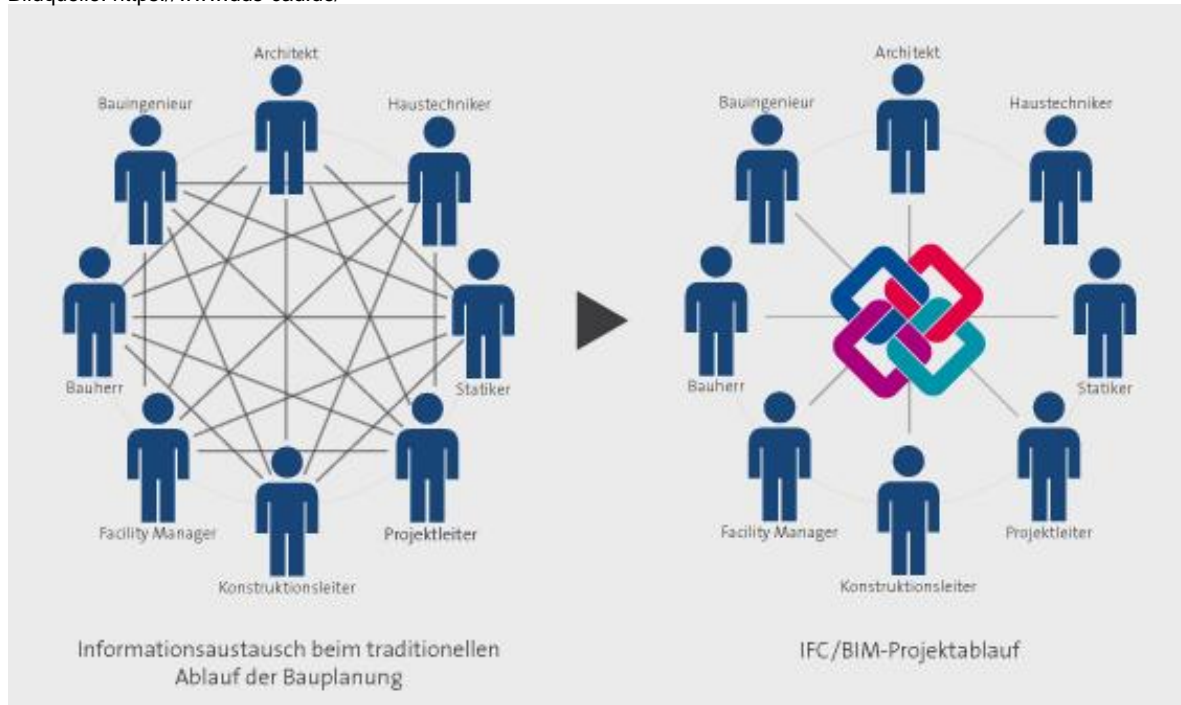 Architekt
Bauingenieur
Haustechniker
Bauherr
Statiker
Facility Manager
Projektleiter
Konstruktionsleiter
Informationsaustausch beim traditionellen
Ablauf der Bauplanung
Architekt
Bauingenieur
Haustechniker
Bauherr
Statiker
Facility Manager
Projektleiter
Konstruktionsleiter
IFC/BIM-Projektablauf